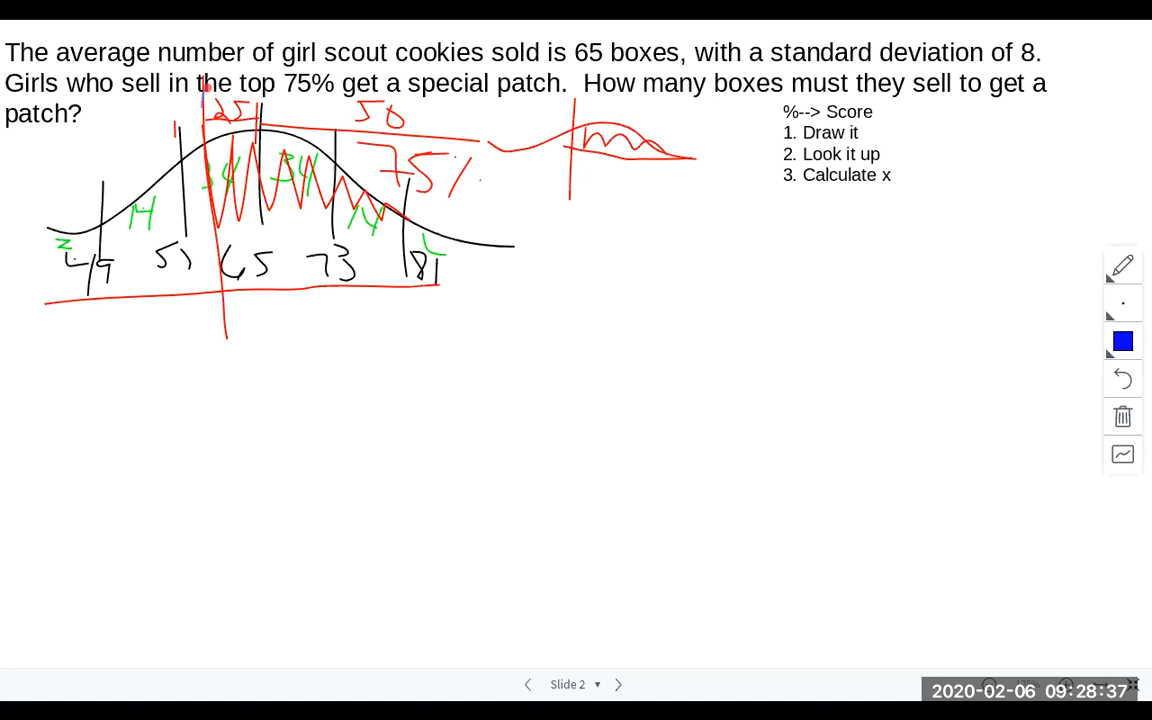 The average number of girl scout cookies sold is 65 boxes, with a standard deviation of 8.
Girls who sell in the top 75% get a special patch.  How many boxes must they sell to get a
patch?
%--> Score
1. Draw it
2. Look it up
3. Calculate x
25 50
75%
34 34
14 14
2
49 57 65 73 81
Slide 2
2020-02-06 09:28:37